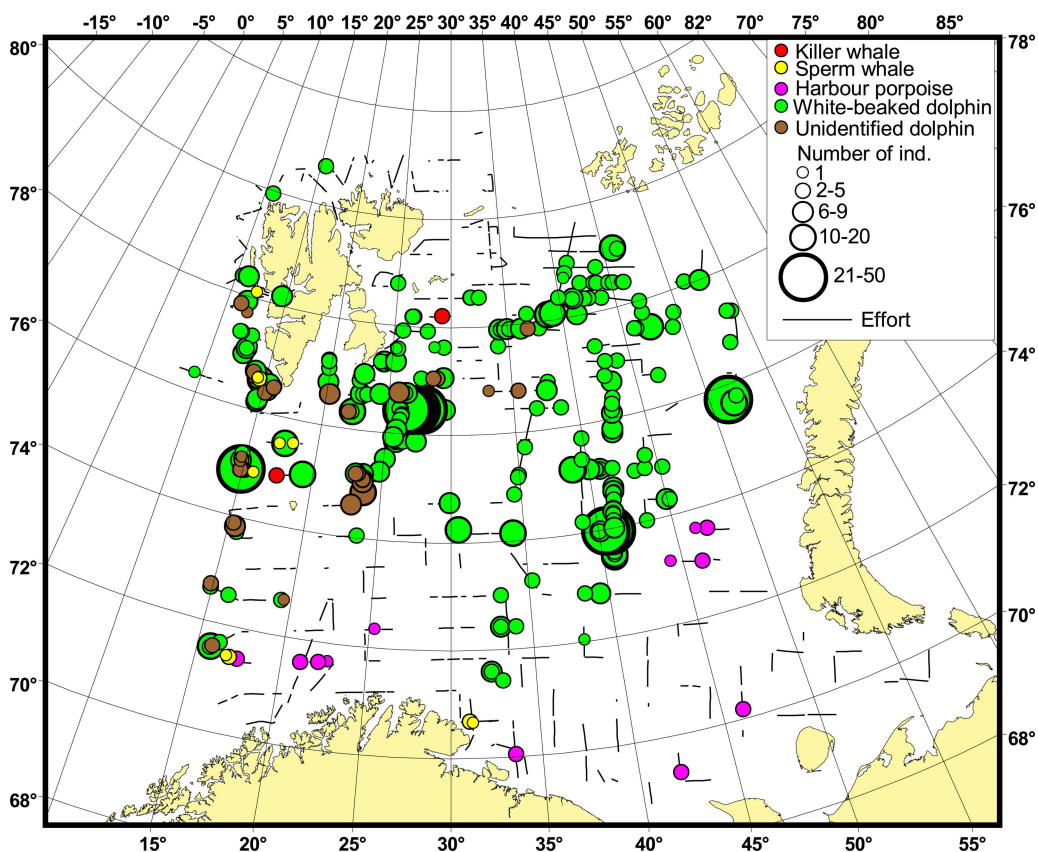 -15° -10° -5° 0° 5° 10° 15° 20° 25° 30° 35° 40° 45° 50° 55° 60° 82° 70° 75° 80° 85°
80°
78°
78°
76°
76°
74°
74°
72°
72°
70°
70°
68°
68°
Killer whale
Sperm whale
Harbour porpoise
White-beaked dolphin
Unidentified dolphin
Number of ind.
1
2-5
6-9
10-20
21-50
Effort
15° 20° 25° 30° 35° 40° 45° 50° 55°